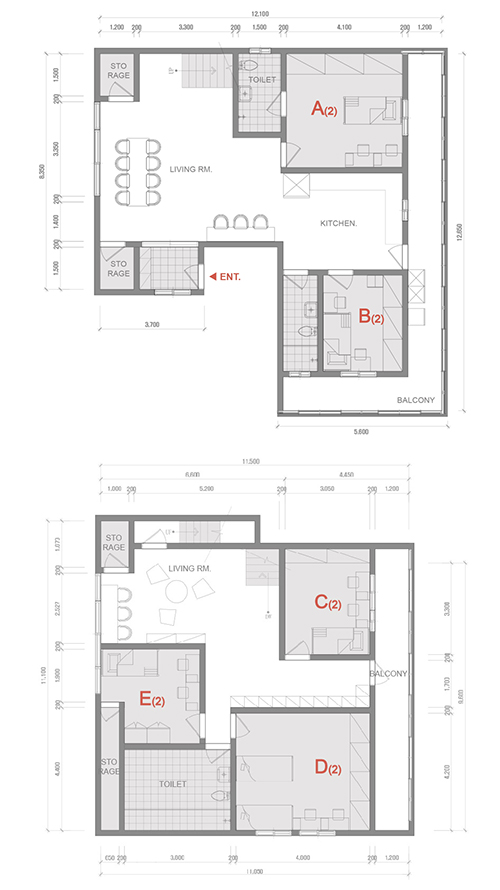 12,100
1,200 200 3,300 200 1,500 200 4,100 200 1,200
STO
RAGE
UP
TOILET
A(2)
1,500
200
3,350
200
1,400
200
1,500
8,350
LIVING RM.
KITCHEN.
12,650
STO
RAGE
ENT.
B(2)
3,700
BALCONY
5,600
11,500
6,600 4,450
1,000 200 5,200 200 3,050 200 1,200
STO
RAGE
UP
LIVING RM.
C(2)
1,073
200
2,527
200
1,900
200
4,400
11,100
3,308
200
1,700
200
4,200
9,600
BALCONY
E(2)
STO
RAGE
TOILET
D(2)
650 200 3,000 200 4,000 200 1,200
11,000